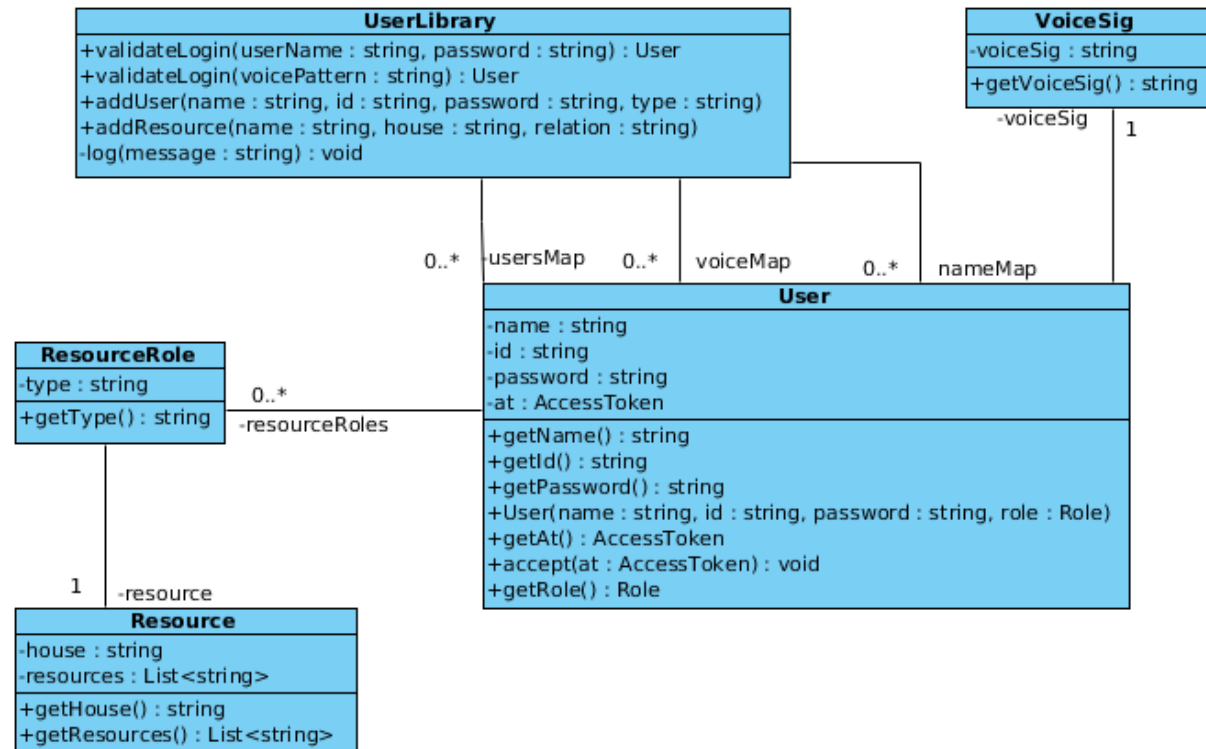 UserLibrary
+validateLogin(userName : string, password : string) : User
+validateLogin(voicePattern : string) : User
+addUser(name : string, id : string, password : string, type : string)
+addResource(name : string, house : string, relation : string)
-log(message : string) : void
VoiceSig
-voiceSig : string
+getVoiceSig() : string
-voiceSig
1
0..*
-usersMap
0..*
voiceMap
0..*
nameMap
User
-name : string
-id : string
-password : string
-at : AccessToken
+getName() : string
+getId() : string
+getPassword() : string
+User(name : string, id : string, password : string, role : Role)
+getAt() : AccessToken
+accept(at : AccessToken) : void
+getRole() : Role
ResourceRole
-type : string
+getType() : string
0..*
-resourceRoles
1
-resource
Resource
-house : string
-resources : List<string>
+getHouse() : string
+getResources() : List<string>